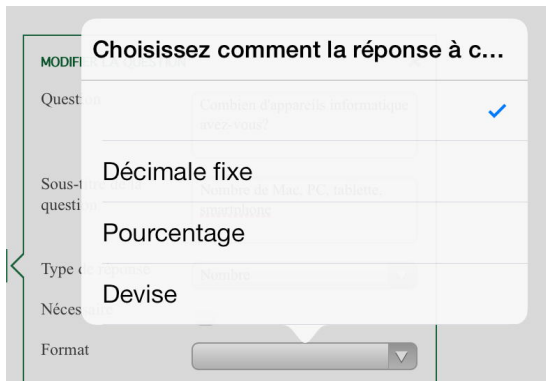 Choisissez comment la réponse à c...
MODIF
Question
Combien d'appareils informatique
avez-vous?
Décimale fixe
Sous-titre de la
question
Nombre de Mac, PC, tablette,
Pourcentage
Type de réponse
Nombre
Devise
Nécessaire
Format